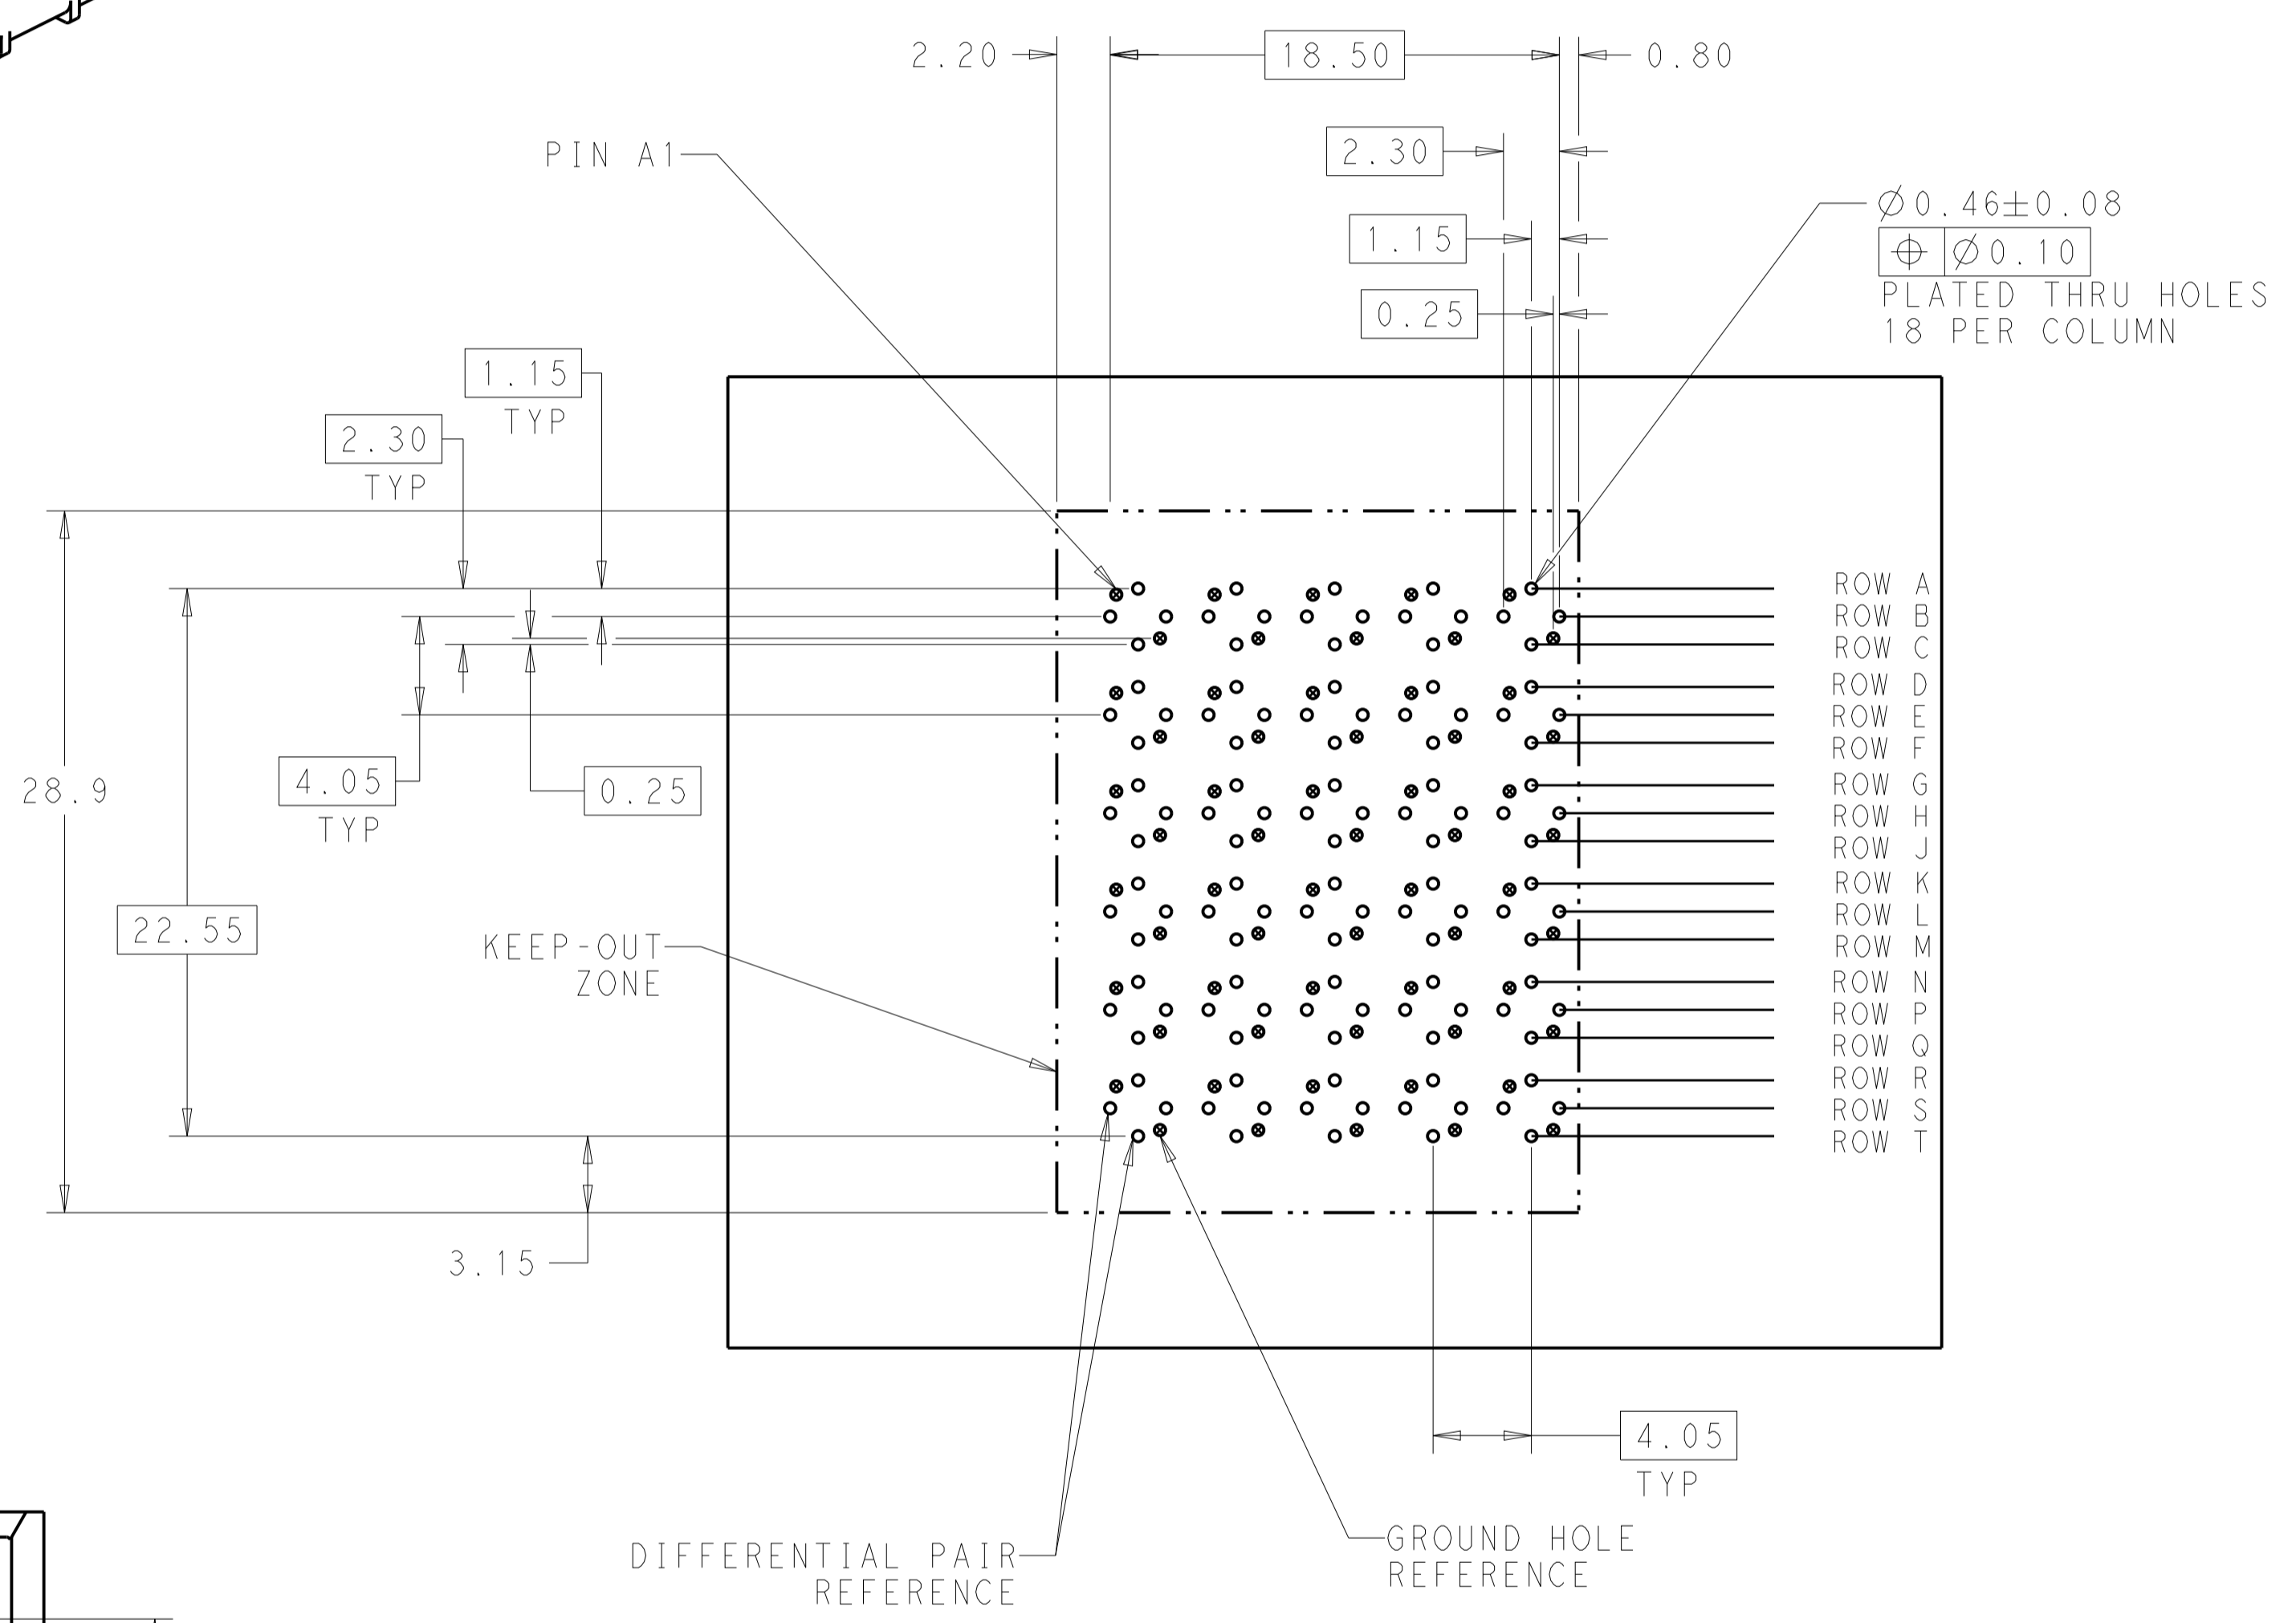 2.20
18.50
0.80
PIN A1
2.30
1.15
0.25
⌀0.46±0.08
⌖ ⌀0.10
PLATED THRU HOLES
18 PER COLUMN
1.15
TYP
2.30
TYP
ROW A
ROW B
ROW C
ROW D
ROW E
ROW F
28.9
4.05
TYP
0.25
ROW G
ROW H
ROW J
ROW K
ROW L
ROW M
22.55
KEEP-OUT
ZONE
ROW N
ROW P
ROW Q
ROW R
ROW S
ROW T
3.15
4.05
TYP
DIFFERENTIAL PAIR
REFERENCE
GROUND HOLE
REFERENCE